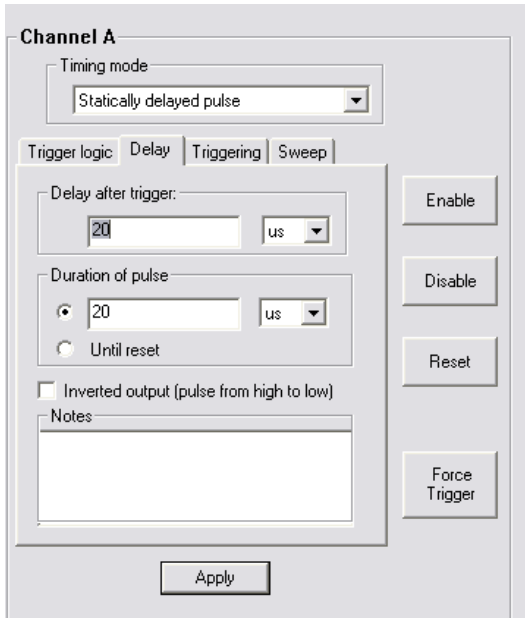 Channel A
Timing mode
Statically delayed pulse
Trigger logic Delay Triggering Sweep
Delay after trigger:
20 us
Enable
Duration of pulse
20 us
Disable
Until reset
Reset
Inverted output (pulse from high to low)
Notes
Force
Trigger
Apply